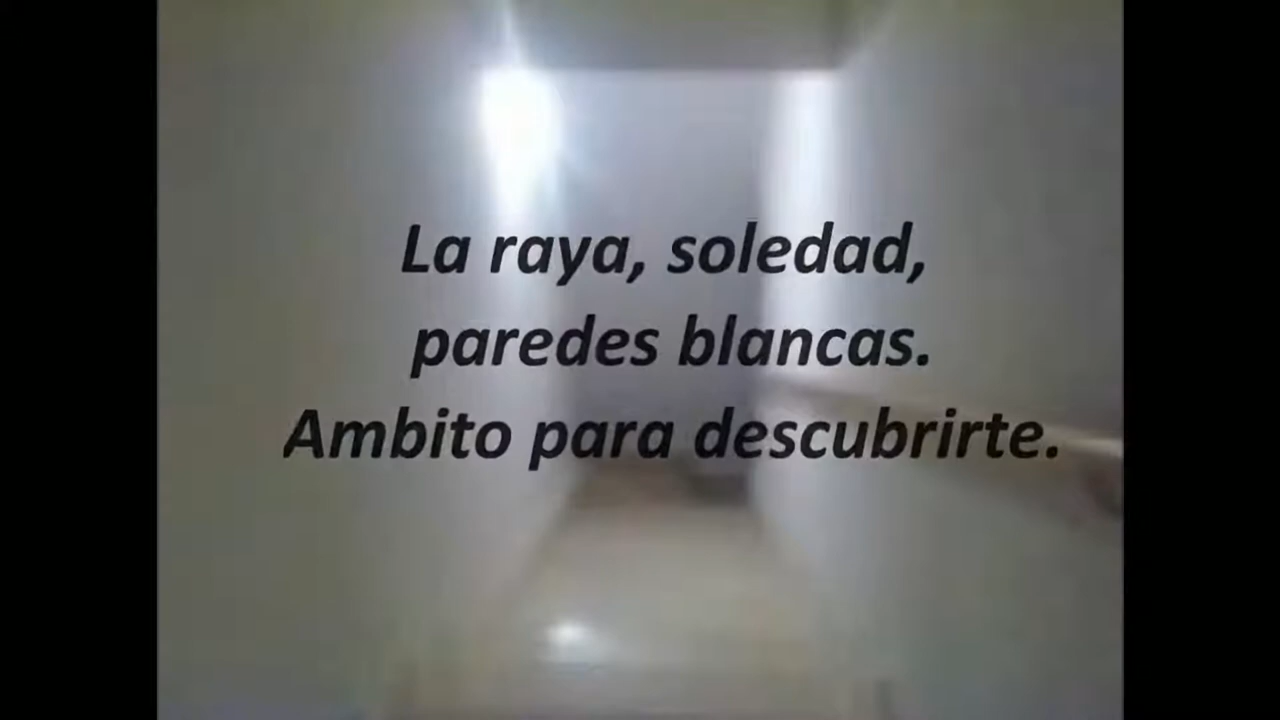 La raya, soledad,
paredes blancas.
Ambito para descubrirte.